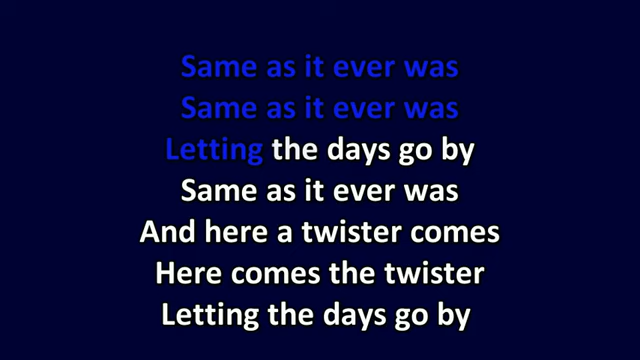 Same as it ever was
Same as it ever was
Letting the days go by
Same as it ever was
And here a twister comes
Here comes the twister
Letting the days go by